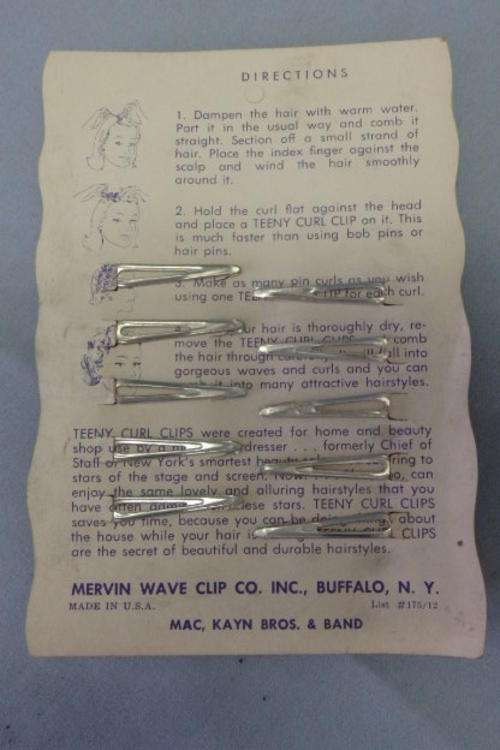 DIRECTIONS
1. Dampen the hair with warm water.
Part it in the usual way and comb it
straight. Section off a small strand of
hair. Place the index finger against the
scalp and wind the hair smoothly
around it.
2. Hold the curl flat against the head
and place a TEENY CURL CLIP on it. This
is much faster than using bob pins or
hair pins.
3. Make as many pin curls as you wish
using one TEE for each curl.
hair is thoroughly dry, re-
move the TEENY CURL CLIPS comb
the hair through into
gorgeous waves and curls and you can
it into many attractive hairstyles.
TEENY CURL CLIPS were created for home and beauty
shop use by a dresser . . . formerly Chief of
Staff of New York's smartest to
stars of the stage and screen. can
enjoy the same lovely and alluring hairstyles that you
have often these stars. TEENY CURL CLIPS
saves you time, because you can be about
the house while your hair is CLIPS
are the secret of beautiful and durable hairstyles.
MERVIN WAVE CLIP CO. INC., BUFFALO, N. Y.
MADE IN U.S.A. List #175/12
MAC, KAYN BROS. & BAND